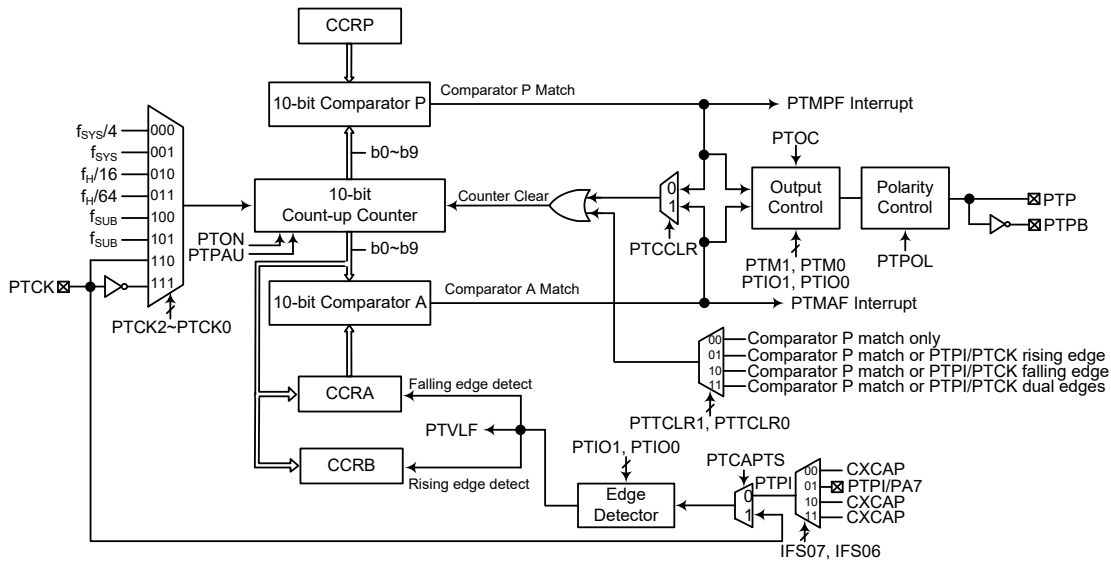 CCRP
10-bit Comparator P
Comparator P Match
PTMPF Interrupt
b0~b9
fSYS/4
fSYS
fH/16
fH/64
fSUB
fSUB
000
001
010
011
100
101
110
111
PTCK
PTCK2~PTCK0
10-bit
Count-up Counter
PTON
PTPAU
Counter Clear
0
1
PTCCLR
PTOC
Output
Control
PTM1, PTM0
PTIO1, PTIO0
Polarity
Control
PTPOL
PTP
PTPB
b0~b9
10-bit Comparator A
Comparator A Match
PTMAF Interrupt
00
01
10
11
Comparator P match only
Comparator P match or PTPI/PTCK rising edge
Comparator P match or PTPI/PTCK falling edge
Comparator P match or PTPI/PTCK dual edges
PTTCLR1, PTTCLR0
CCRA
Falling edge detect
PTVLF
CCRB
Rising edge detect
PTIO1, PTIO0
Edge
Detector
PTCAPTS
0
1
PTPI
00
01
10
11
CXCAP
PTPI/PA7
CXCAP
CXCAP
IFS07, IFS06